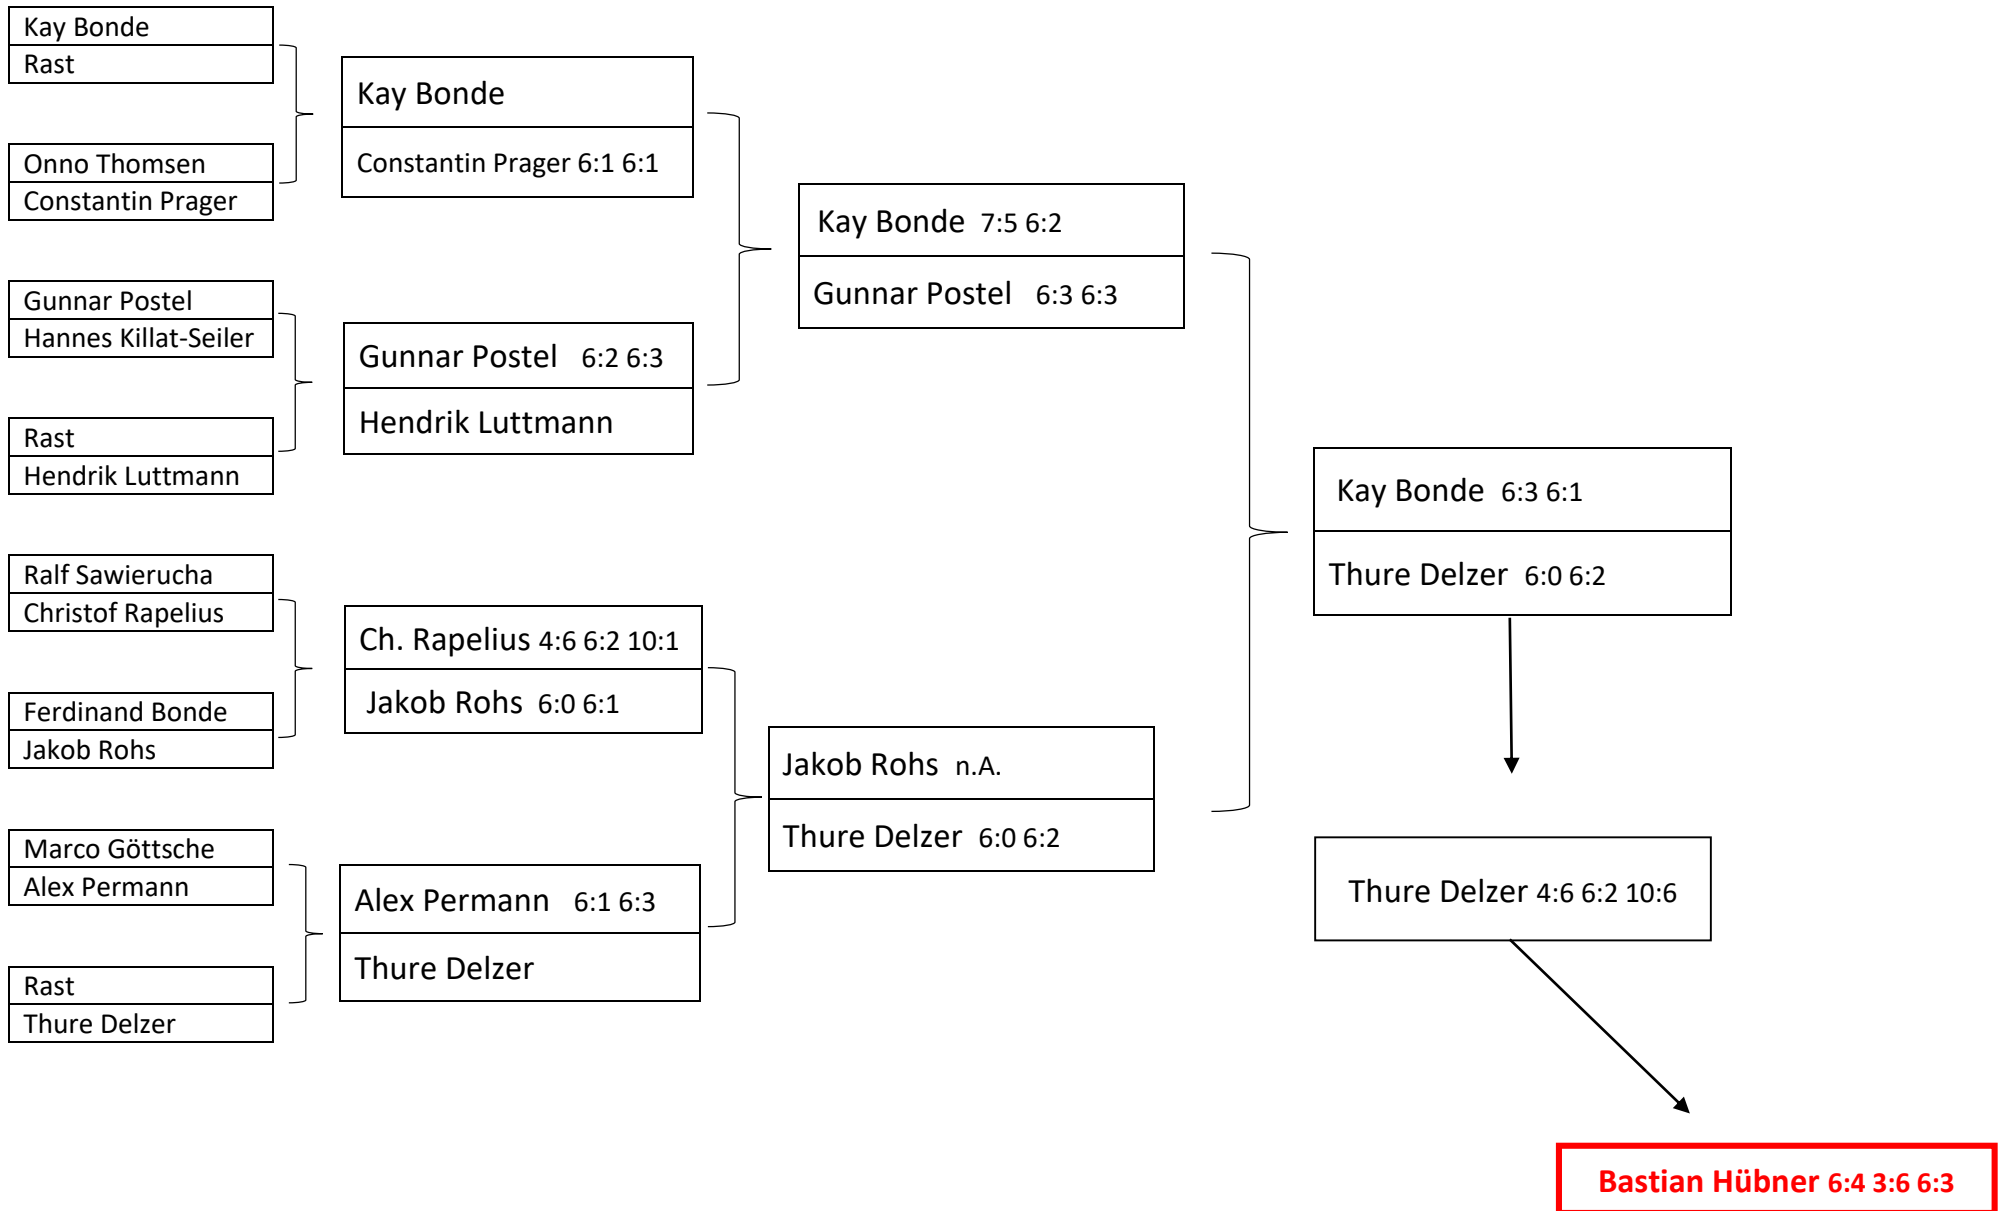 Kay Bonde
Rast
Onno Thomsen
Constantin Prager
Gunnar Postel
Hannes Killat-Seiler
Rast
Hendrik Luttmann
Ralf Sawierucha
Christof Rapelius
Ferdinand Bonde
Jakob Rohs
Marco Göttsche
Alex Permann
Rast
Thure Delzer
Kay Bonde
Constantin Prager 6:1 6:1
Gunnar Postel 6:2 6:3
Hendrik Luttmann
Ch. Rapelius 4:6 6:2 10:1
Jakob Rohs 6:0 6:1
Alex Permann 6:1 6:3
Thure Delzer
Kay Bonde 7:5 6:2
Gunnar Postel 6:3 6:3
Jakob Rohs n.A.
Thure Delzer 6:0 6:2
Kay Bonde 6:3 6:1
Thure Delzer 6:0 6:2
Thure Delzer 4:6 6:2 10:6
Bastian Hübner 6:4 3:6 6:3